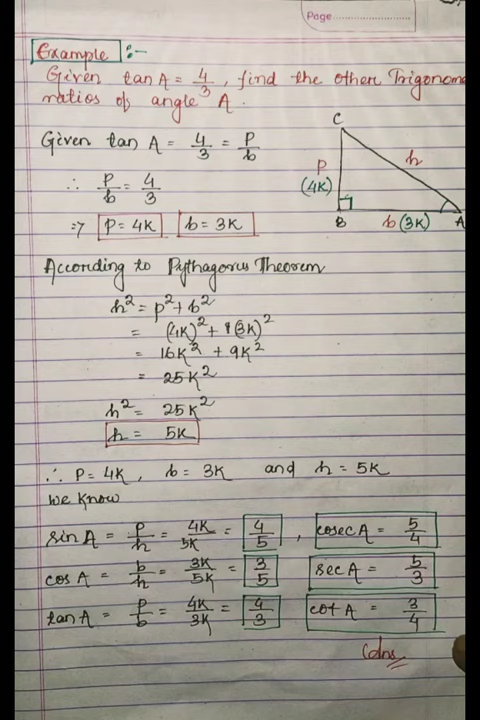 Page ..................
Example :-
Given tan A = 4/3, find the other Trigonome
ratios of angle A.
Given tan A = 4/3 = P/b
∴ P/b = 4/3
=> P = 4K b = 3K
C
P
(4K)
h
B
b (3K)
A
According to Pythagorus Theorem
h² = p² + b²
= (4K)² + (3K)²
= 16K² + 9K²
= 25K²
h² = 25K²
h = 5K
∴ P = 4K, b = 3K and h = 5K
we know
sin A = P/h = 4K/5K = 4/5 , cosec A = 5/4
cos A = b/h = 3K/5K = 3/5 sec A = 5/3
tan A = P/b = 4K/3K = 4/3 cot A = 3/4